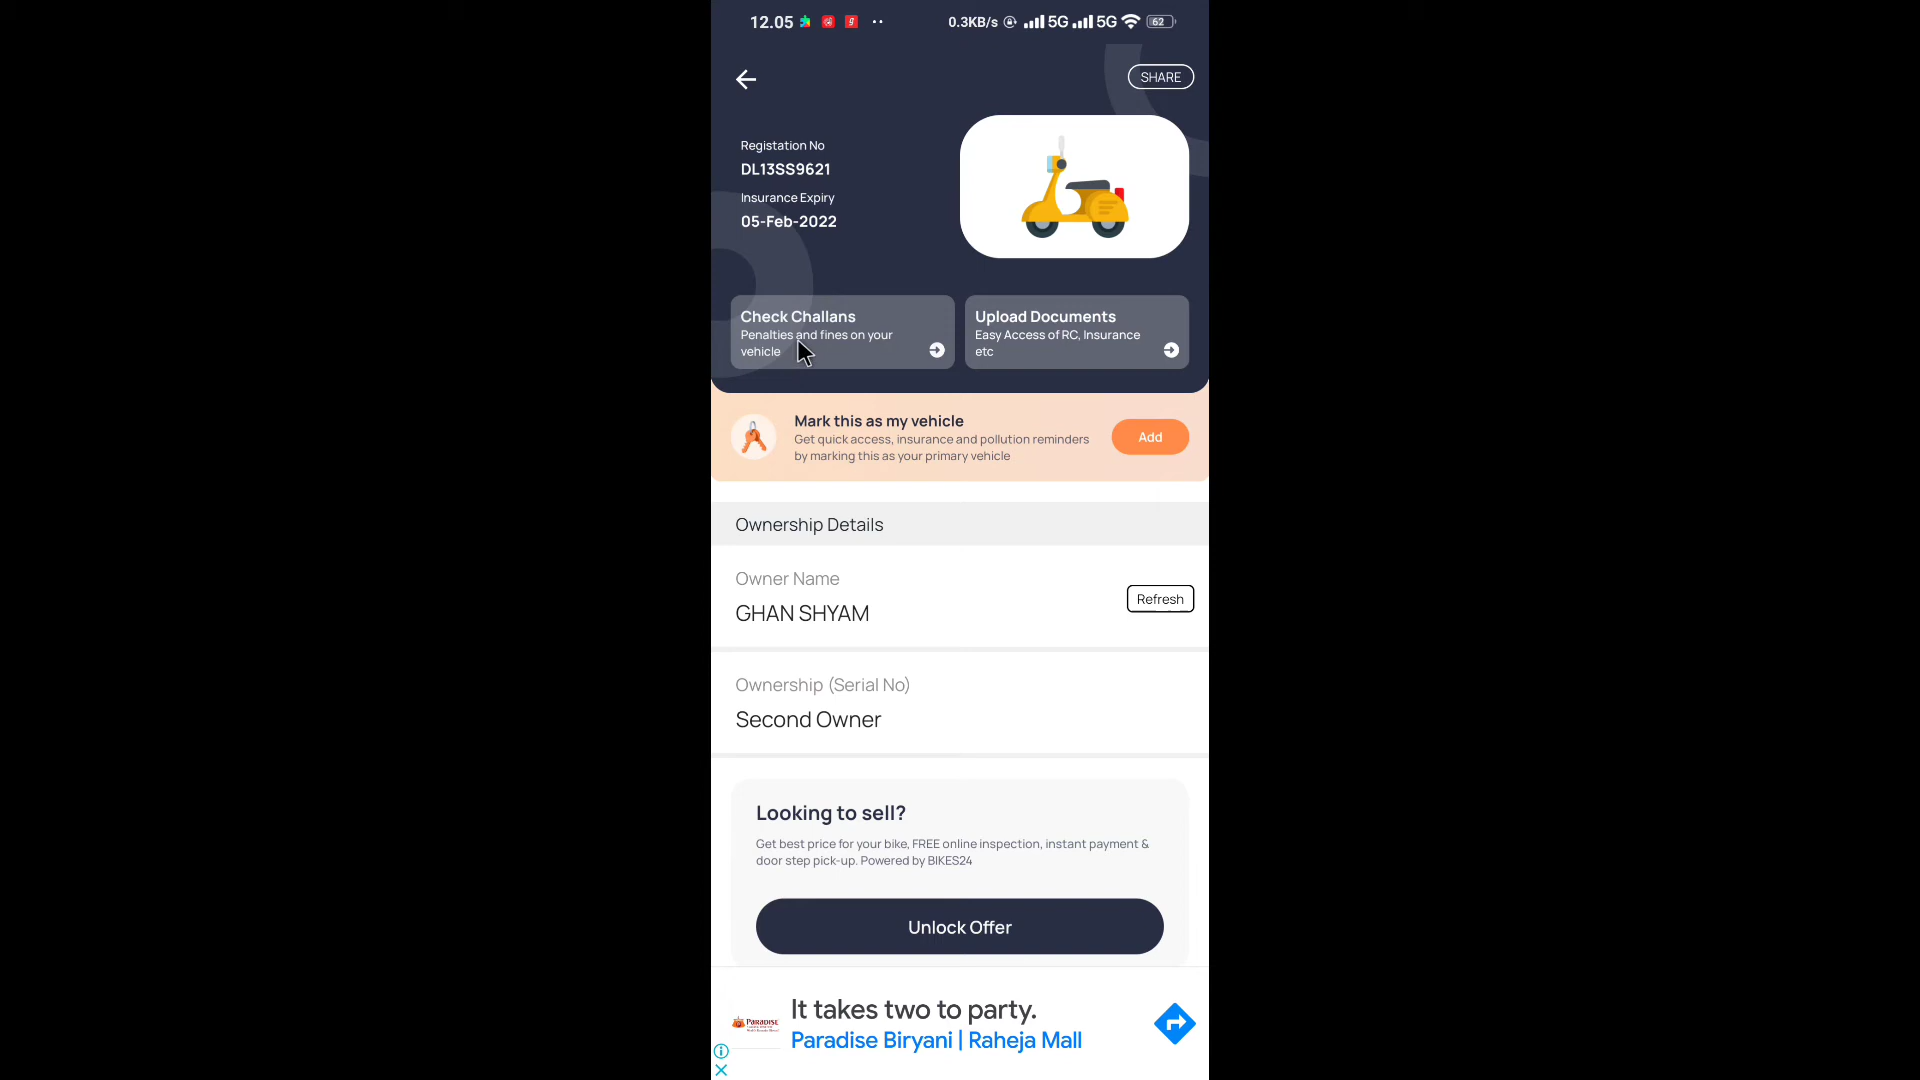 12.05
0.3KB/s 5G 5G 62
SHARE
Registation No
DL13SS9621
Insurance Expiry
05-Feb-2022
Check Challans
Penalties and fines on your
vehicle
Upload Documents
Easy Access of RC, Insurance
etc
Mark this as my vehicle
Get quick access, insurance and pollution reminders
by marking this as your primary vehicle
Add
Ownership Details
Owner Name
GHAN SHYAM
Refresh
Ownership (Serial No)
Second Owner
Looking to sell?
Get best price for your bike, FREE online inspection, instant payment &
door step pick-up. Powered by BIKES24
Unlock Offer
PARADISE
It takes two to party.
Paradise Biryani | Raheja Mall